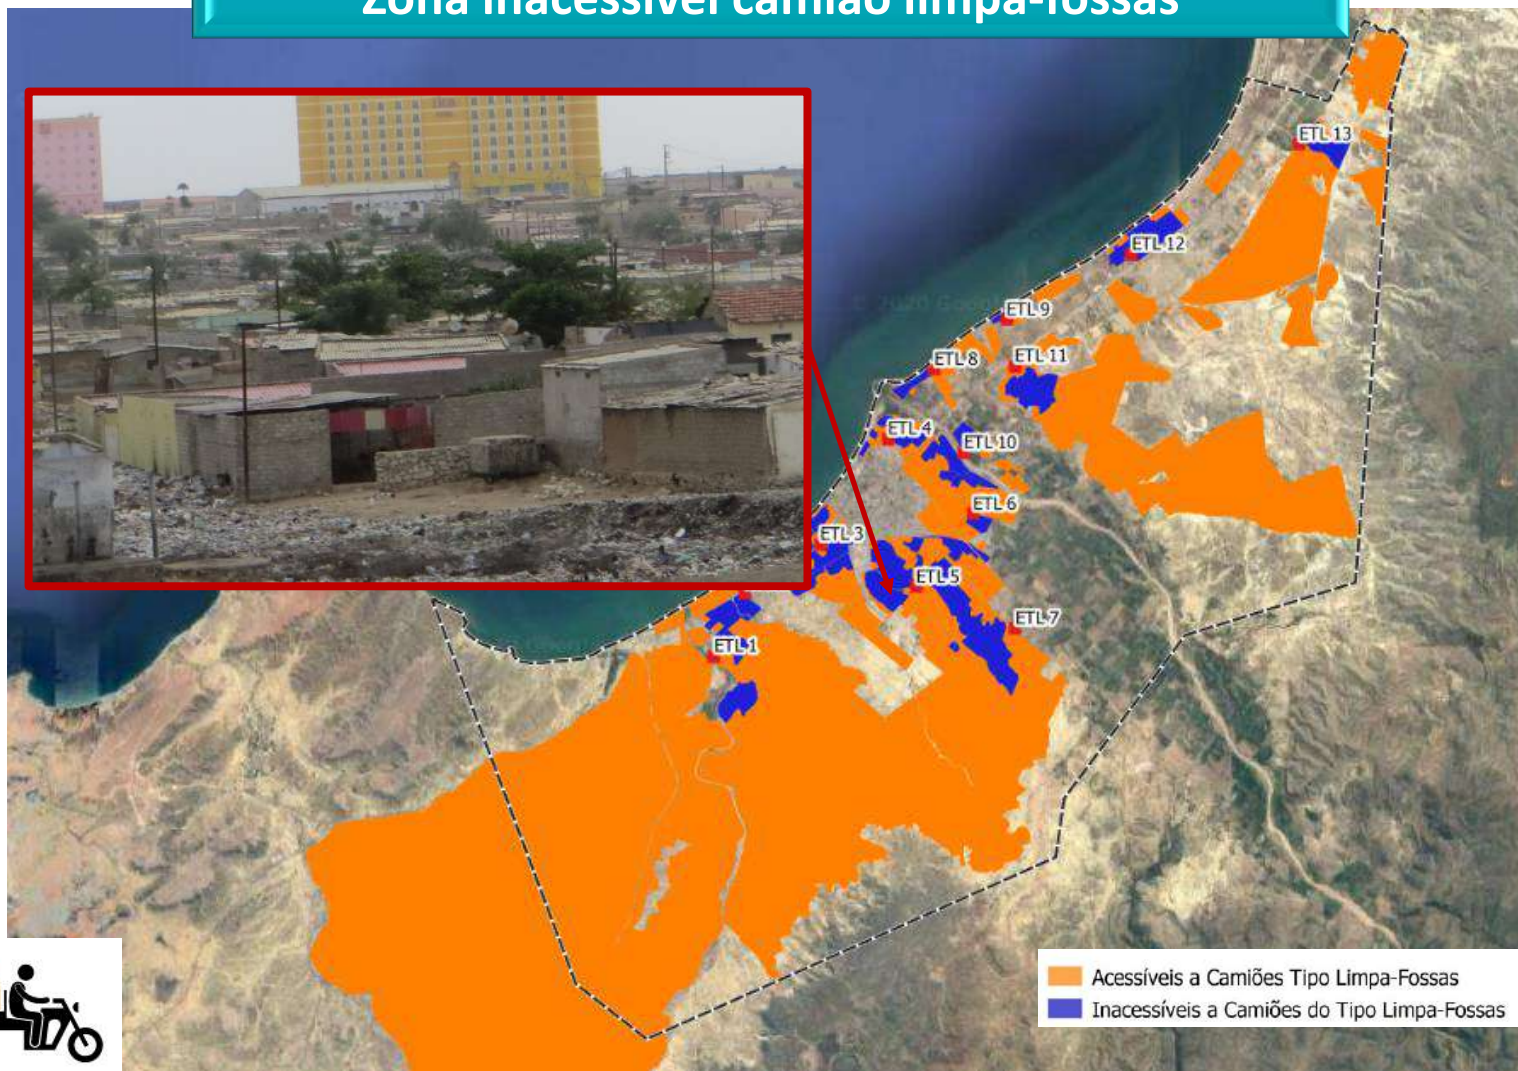 Zona inacessível camião limpa-fossas
ETL 13
ETL 12
© 2020 Goog
ETL 9
ETL 8
ETL 11
ETL 4
ETL 10
ETL 6
ETL 3
ETL 5
ETL 7
ETL 1
Acessíveis a Camiões Tipo Limpa-Fossas
Inacessíveis a Camiões do Tipo Limpa-Fossas